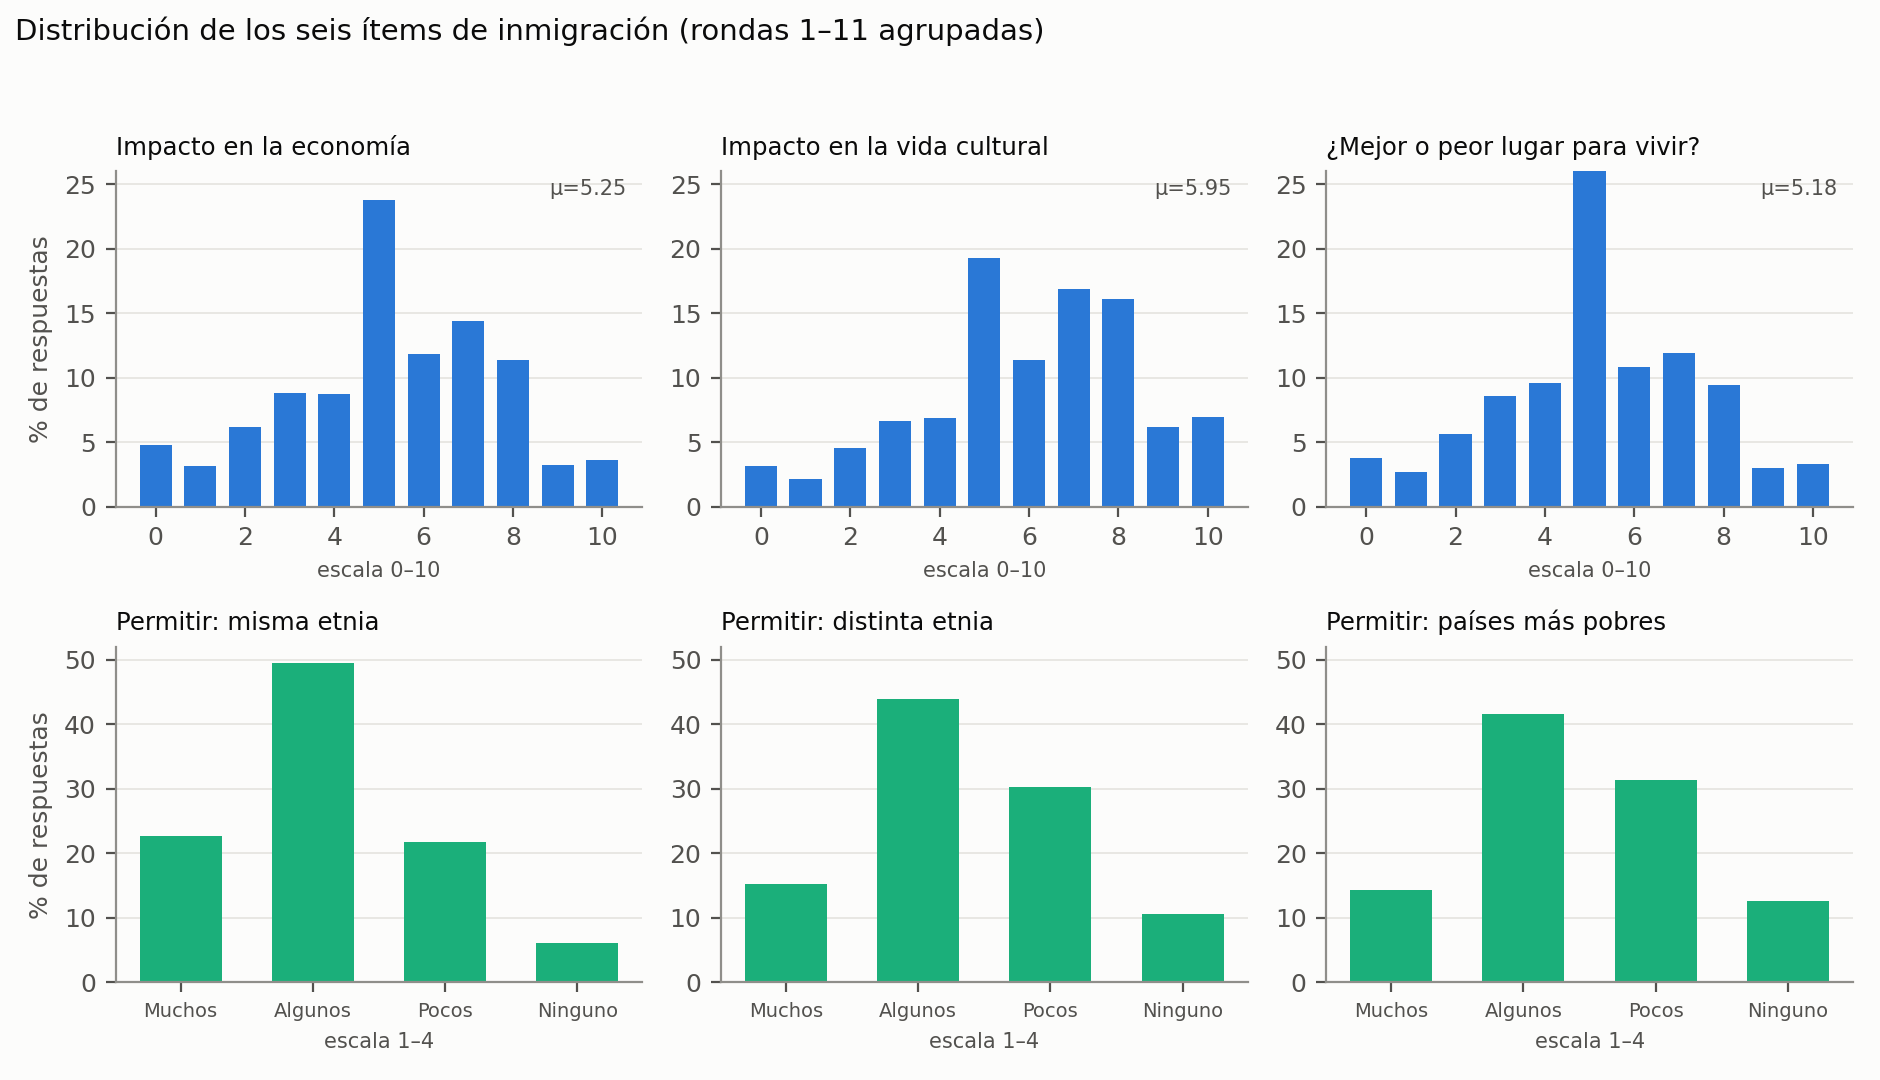 Distribución de los seis ítems de inmigración (rondas 1–11 agrupadas)
Impacto en la economía
Impacto en la vida cultural
¿Mejor o peor lugar para vivir?
μ=5.25
μ=5.95
μ=5.18
% de respuestas
25
20
15
10
5
0
25
20
15
10
5
0
25
20
15
10
5
0
0 2 4 6 8 10
0 2 4 6 8 10
0 2 4 6 8 10
escala 0–10
escala 0–10
escala 0–10
Permitir: misma etnia
Permitir: distinta etnia
Permitir: países más pobres
% de respuestas
50
40
30
20
10
0
50
40
30
20
10
0
50
40
30
20
10
0
Muchos Algunos Pocos Ninguno
Muchos Algunos Pocos Ninguno
Muchos Algunos Pocos Ninguno
escala 1–4
escala 1–4
escala 1–4